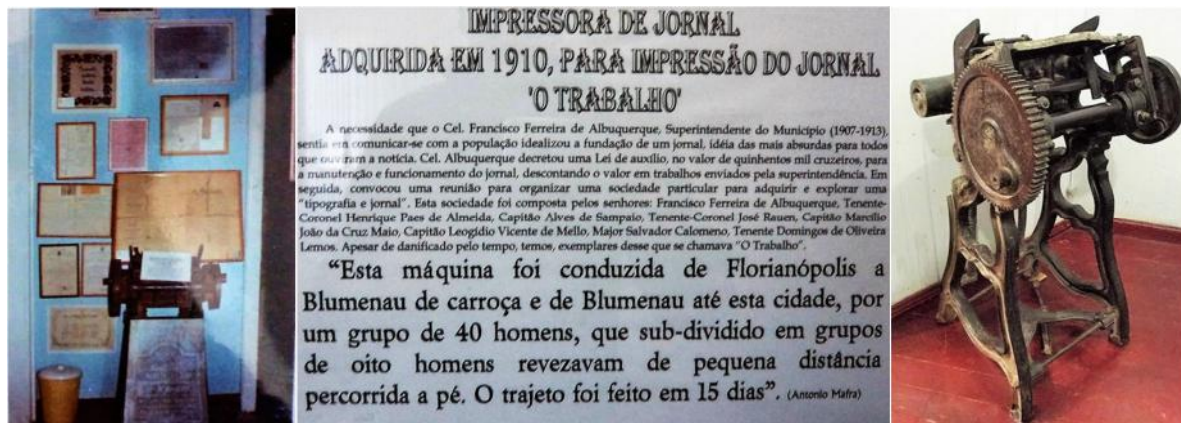 IMPRESSORA DE JORNAL
ADQUIRIDA EM 1910, PARA IMPRESSÃO DO JORNAL
'O TRABALHO'
A necessidade que o Cel. Francisco Ferreira de Albuquerque, Superintendente do Município (1907-1913),
sentia em comunicar-se com a população idealizou a fundação de um jornal, idéia das mais absurdas para todos
que ouviram a notícia. Cel. Albuquerque decretou uma Lei de auxílio, no valor de quinhentos mil cruzeiros, para
a manutenção e funcionamento do jornal, descontando o valor em trabalhos enviados pela superintendência. Em
seguida, convocou uma reunião para organizar uma sociedade particular para adquirir e explorar uma
"tipografia e jornal". Esta sociedade foi composta pelos senhores: Francisco Ferreira de Albuquerque, Tenente-
Coronel Henrique Paes de Almeida, Capitão Alves de Sampaio, Tenente-Coronel José Rauen, Capitão Marcílio
João da Cruz Maio, Capitão Leogídio Vicente de Mello, Major Salvador Calomeno, Tenente Domingos de Oliveira
Lemos. Apesar de danificado pelo tempo, temos, exemplares desse que se chamava "O Trabalho".
"Esta máquina foi conduzida de Florianópolis a
Blumenau de carroça e de Blumenau até esta cidade, por
um grupo de 40 homens, que sub-dividido em grupos
de oito homens revezavam de pequena distância
percorrida a pé. O trajeto foi feito em 15 dias". (Antonio Mafra)